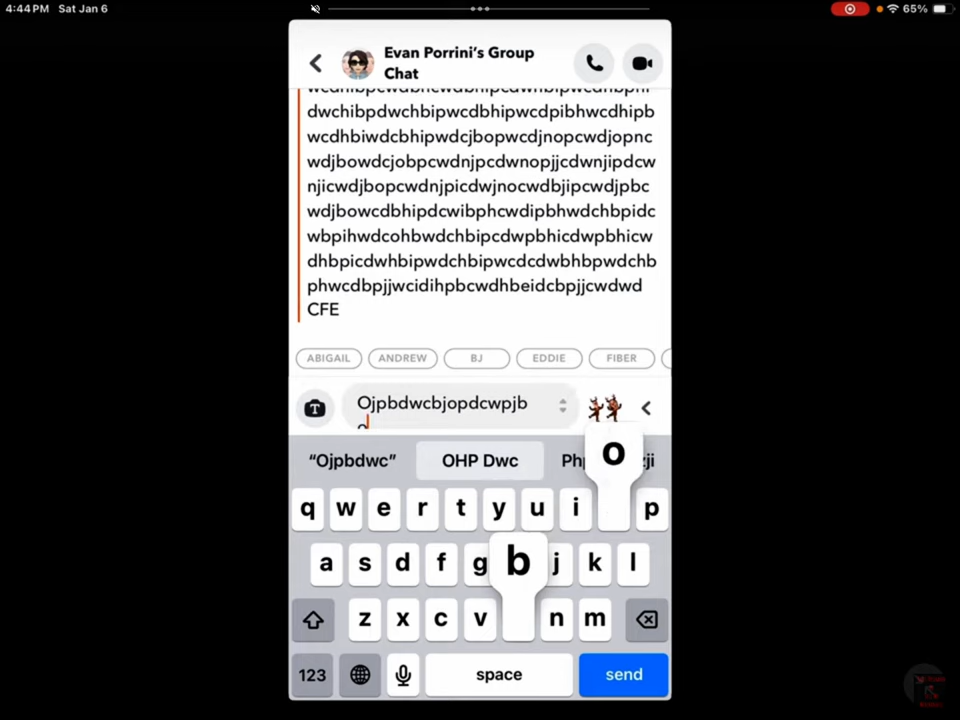 4:44 PM Sat Jan 6
65%
Evan Porrini's Group
Chat
dwchibpdwchbipwcdbhipwcdpibhwcdhipb
wcdhbiwdcbhipwdcjbopwcdjnopcwdjopnc
wdjbowdcjobpcwdnjpcdwnopjjcdwnjipdcw
njicwdjbopcwdnjpicdwjnocwdbjipcwdjpbc
wdjbowcdbhipdcwibphcwdipbhwdchbpidc
wbpihwdcohbwdchbipcdwpbhicdwpbhicw
dhbpicdwhbipwdchbipwcdcdwbhbpwdchb
phwcdbpjjwcidihpbcwdhbeidcbpjjcwdwd
CFE
ABIGAIL ANDREW BJ EDDIE FIBER
T
Ojpbdwcbjopdcwpjb
"Ojpbdwc" OHP Dwc
o
q w e r t y u i p
a s d f g b j k l
z x c v n m
123 space send